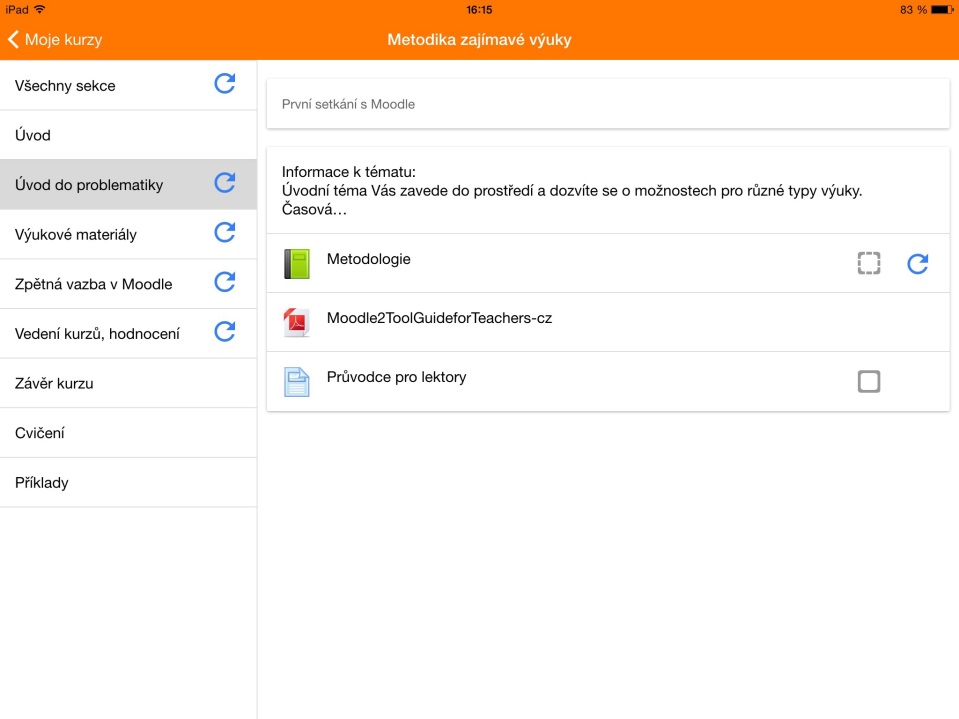 iPad
16:15
83 %
Moje kurzy
Metodika zajímavé výuky
Všechny sekce
Úvod
Úvod do problematiky
Výukové materiály
Zpětná vazba v Moodle
Vedení kurzů, hodnocení
Závěr kurzu
Cvičení
Příklady
První setkání s Moodle
Informace k tématu:
Úvodní téma Vás zavede do prostředí a dozvíte se o možnostech pro různé typy výuky.
Časová…
Metodologie
Moodle2ToolGuideforTeachers-cz
Průvodce pro lektory